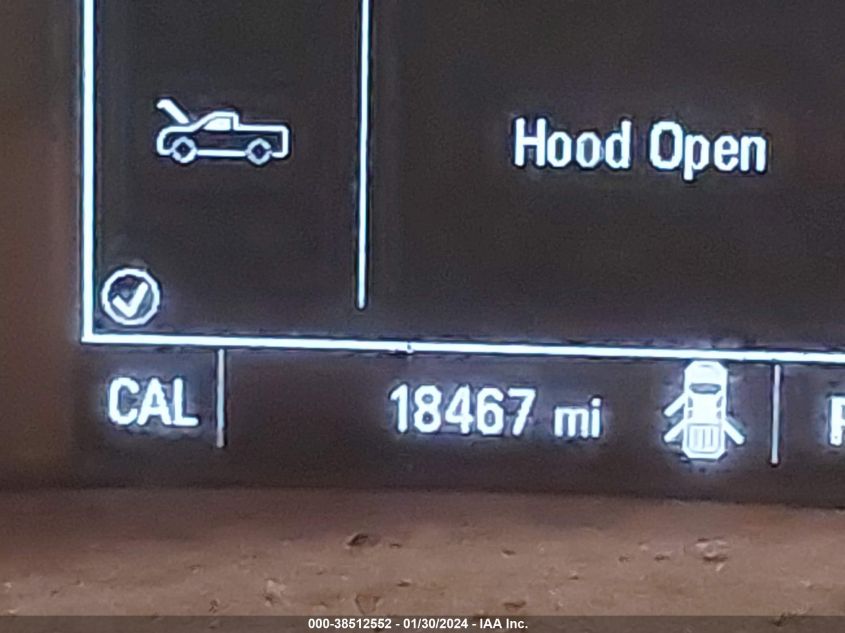 Hood Open
CAL 18467 mi
000-38512552 - 01/30/2024 - IAA Inc.